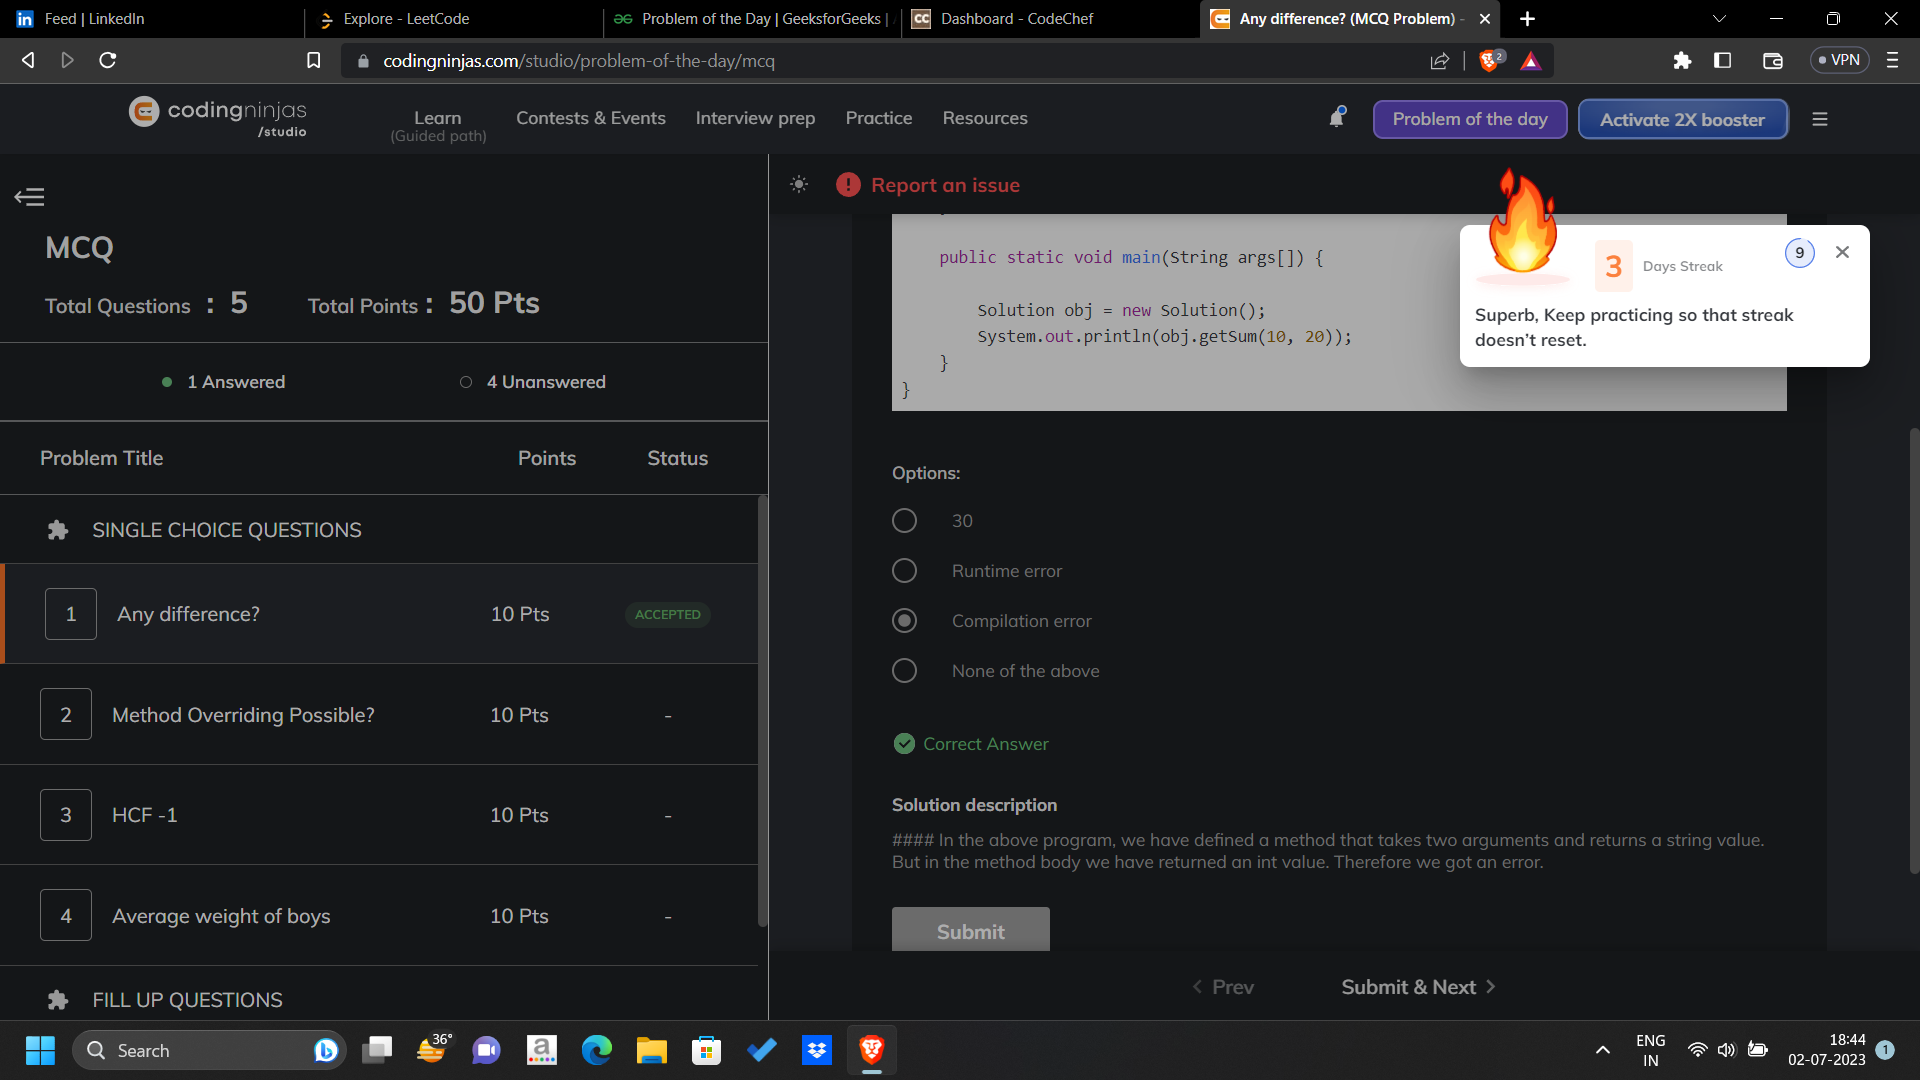 Feed | LinkedIn
Explore - LeetCode
Problem of the Day | GeeksforGeeks |
Dashboard - CodeChef
Any difference? (MCQ Problem) -
codingninjas.com/studio/problem-of-the-day/mcq
2
VPN
codingninjas
/studio
Learn
(Guided path)
Contests & Events
Interview prep
Practice
Resources
Problem of the day
Activate 2X booster
MCQ
Total Questions : 5
Total Points : 50 Pts
1 Answered
4 Unanswered
Problem Title
Points
Status
SINGLE CHOICE QUESTIONS
1 Any difference? 10 Pts ACCEPTED
2 Method Overriding Possible? 10 Pts -
3 HCF -1 10 Pts -
4 Average weight of boys 10 Pts -
FILL UP QUESTIONS
Report an issue
public static void main(String args[]) {
Solution obj = new Solution();
System.out.println(obj.getSum(10, 20));
}
}
3 Days Streak
9
Superb, Keep practicing so that streak
doesn’t reset.
Options:
30
Runtime error
Compilation error
None of the above
Correct Answer
Solution description
#### In the above program, we have defined a method that takes two arguments and returns a string value.
But in the method body we have returned an int value. Therefore we got an error.
Submit
Prev
Submit & Next
Search
36°
a
ENG
IN
18:44
02-07-2023
1